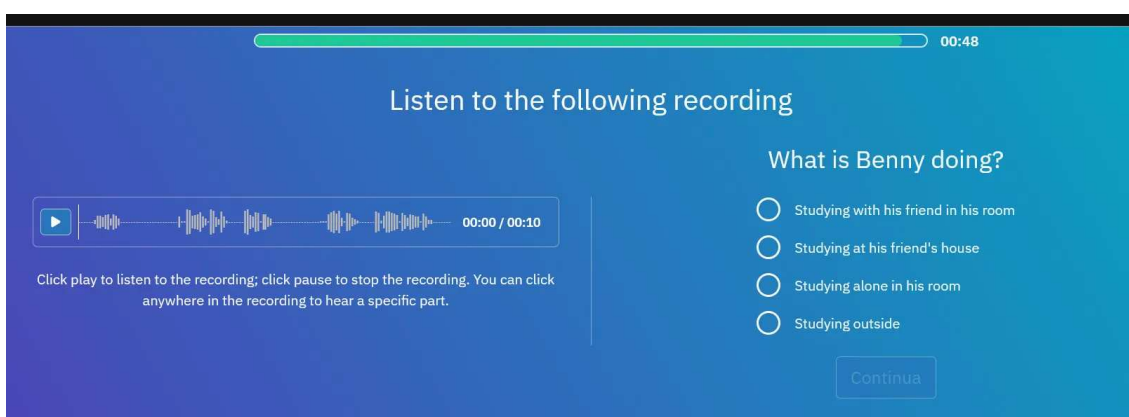 00:48
Listen to the following recording
00:00 / 00:10
Click play to listen to the recording; click pause to stop the recording. You can click
anywhere in the recording to hear a specific part.
What is Benny doing?
Studying with his friend in his room
Studying at his friend's house
Studying alone in his room
Studying outside
Continua